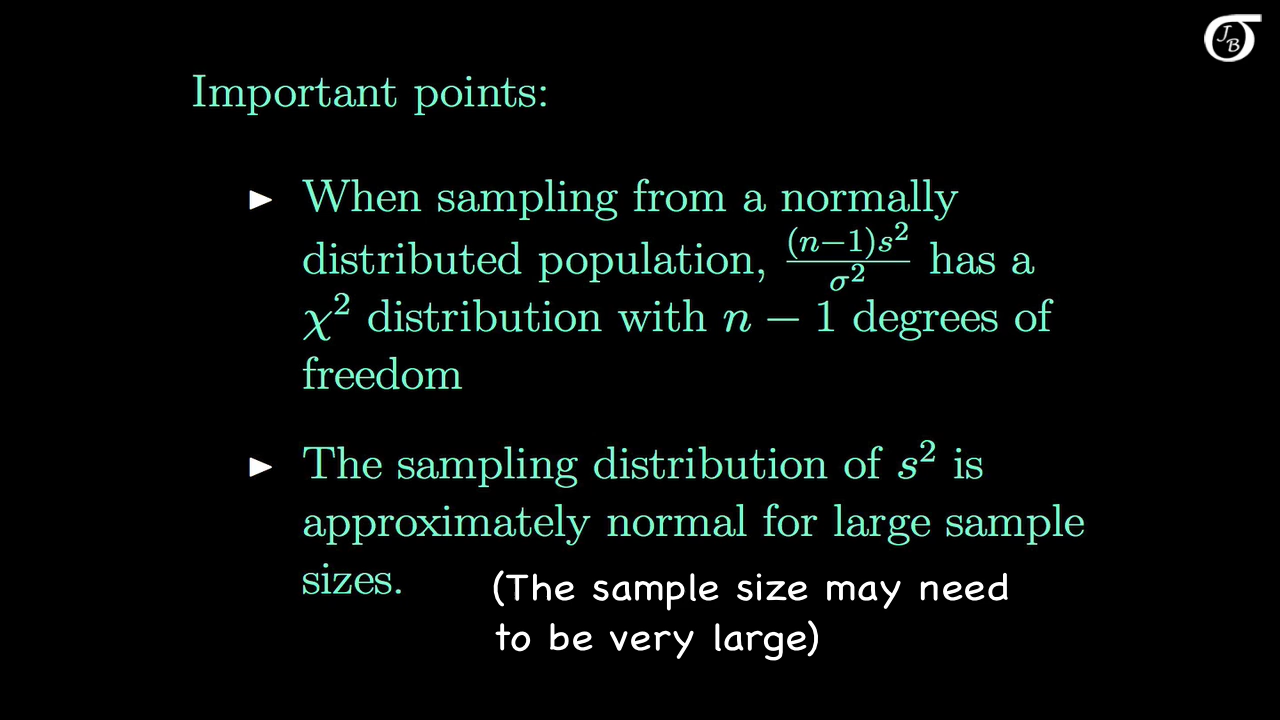 JB
Important points:
► When sampling from a normally
distributed population, (n−1)s²/σ² has a
χ² distribution with n − 1 degrees of
freedom
► The sampling distribution of s² is
approximately normal for large sample
sizes. (The sample size may need
to be very large)